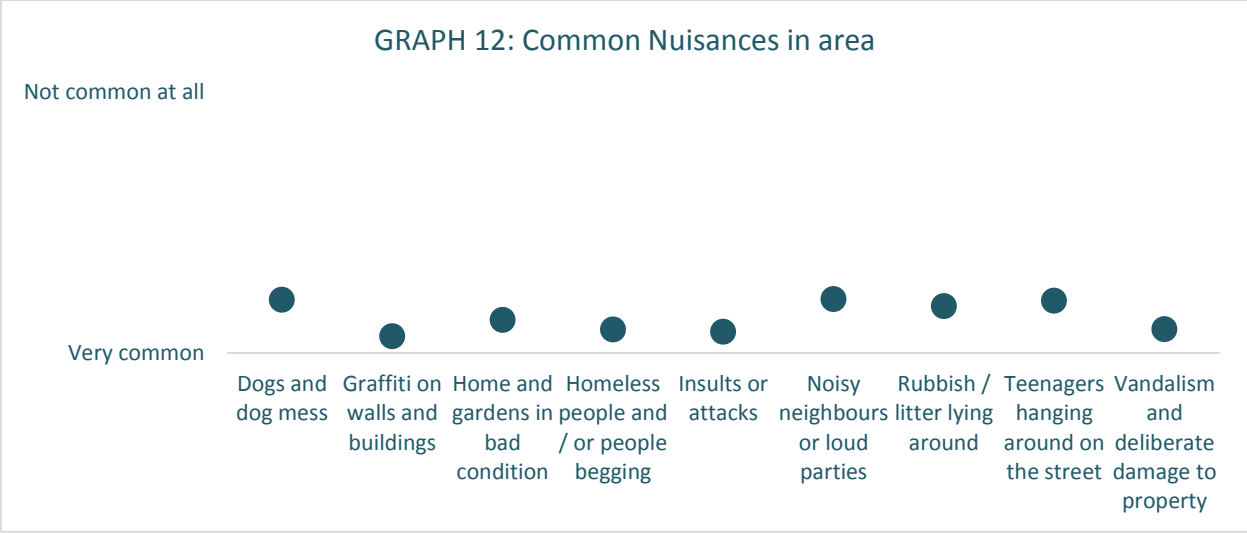 GRAPH 12: Common Nuisances in area
Not common at all
Very common
Dogs and
dog mess
Graffiti on
walls and
buildings
Home and
gardens in
bad
condition
Homeless
people and
/ or people
begging
Insults or
attacks
Noisy
neighbours
or loud
parties
Rubbish /
litter lying
around
Teenagers
hanging
around on
the street
Vandalism
and
deliberate
damage to
property